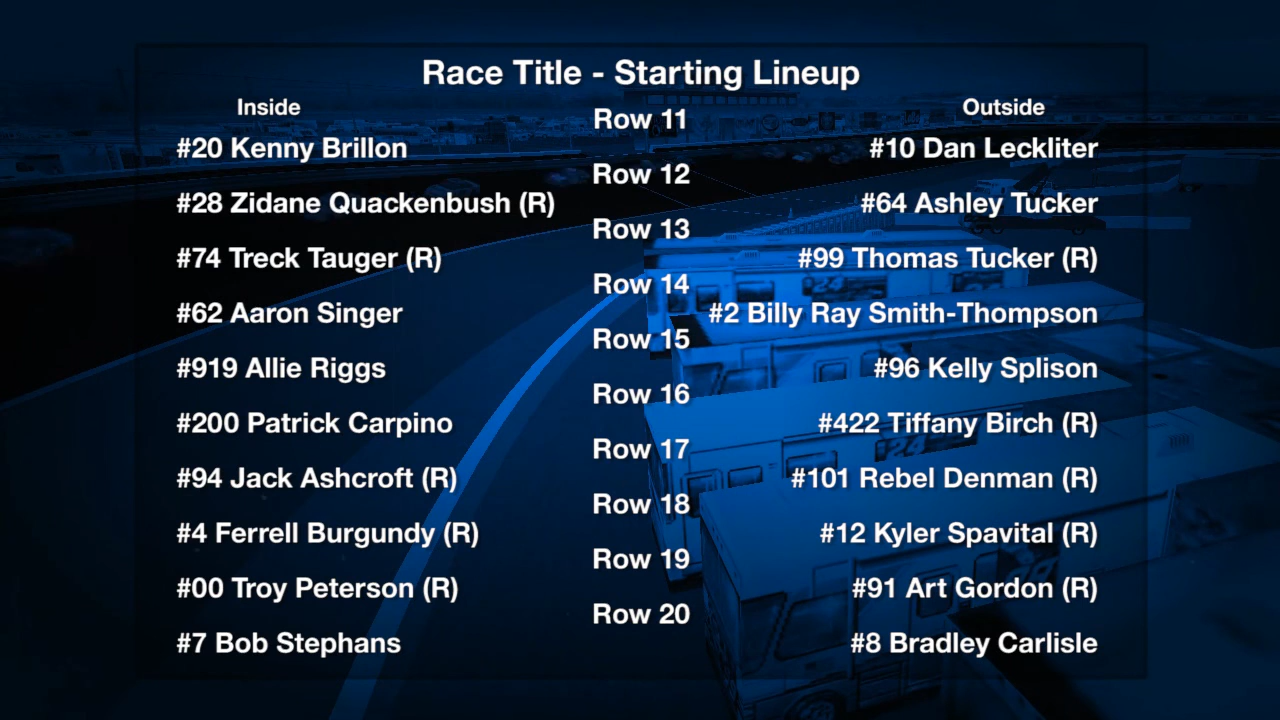 Race Title - Starting Lineup
Inside Outside
Row 11
#20 Kenny Brillon #10 Dan Leckliter
Row 12
#28 Zidane Quackenbush (R) #64 Ashley Tucker
Row 13
#74 Treck Tauger (R) #99 Thomas Tucker (R)
Row 14
#62 Aaron Singer #2 Billy Ray Smith-Thompson
Row 15
#919 Allie Riggs #96 Kelly Splison
Row 16
#200 Patrick Carpino #422 Tiffany Birch (R)
Row 17
#94 Jack Ashcroft (R) #101 Rebel Denman (R)
Row 18
#4 Ferrell Burgundy (R) #12 Kyler Spavital (R)
Row 19
#00 Troy Peterson (R) #91 Art Gordon (R)
Row 20
#7 Bob Stephans #8 Bradley Carlisle